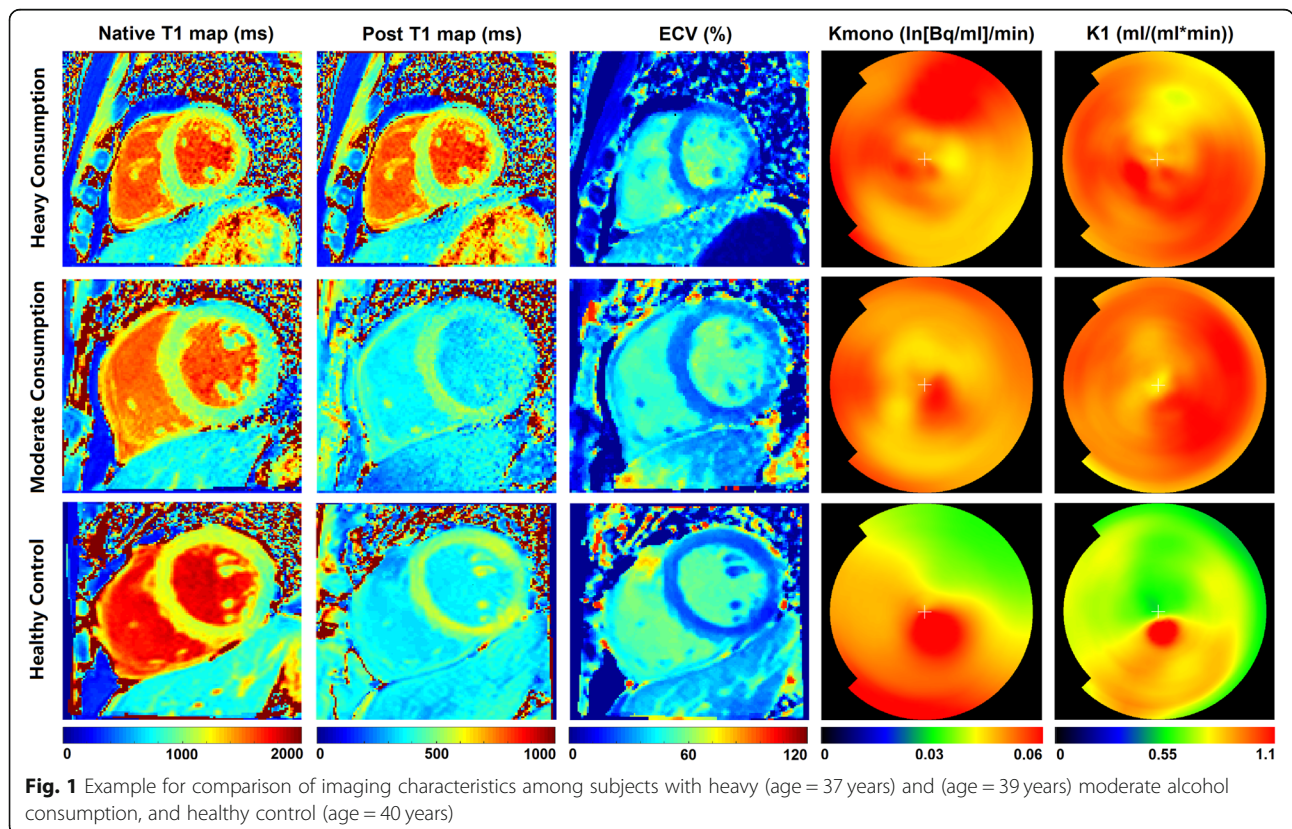 Native T1 map (ms) Post T1 map (ms) ECV (%) Kmono (ln[Bq/ml]/min) K1 (ml/(ml*min))
Heavy Consumption
Moderate Consumption
Healthy Control
0 1000 2000 0 500 1000 0 60 120 0 0.03 0.06 0 0.55 1.1
Fig. 1 Example for comparison of imaging characteristics among subjects with heavy (age = 37 years) and (age = 39 years) moderate alcohol
consumption, and healthy control (age = 40 years)